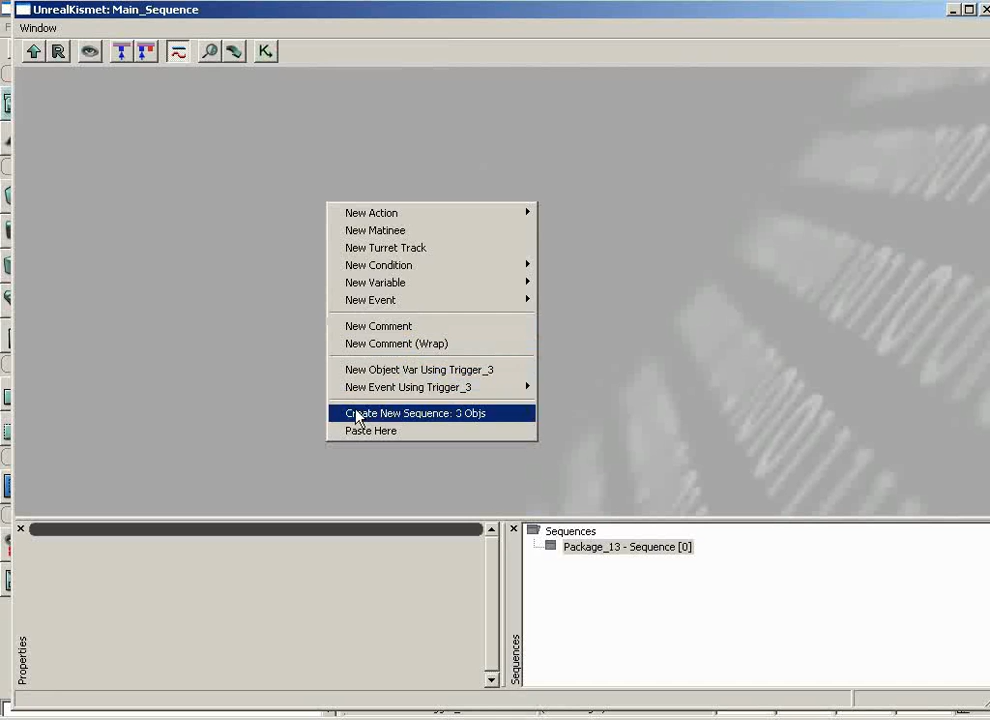 UnrealKismet: Main_Sequence
Window
New Action
New Matinee
New Turret Track
New Condition
New Variable
New Event
New Comment
New Comment (Wrap)
New Object Var Using Trigger_3
New Event Using Trigger_3
Create New Sequence: 3 Objs
Paste Here
Sequences
Package_13 - Sequence [0]
Properties
Sequences